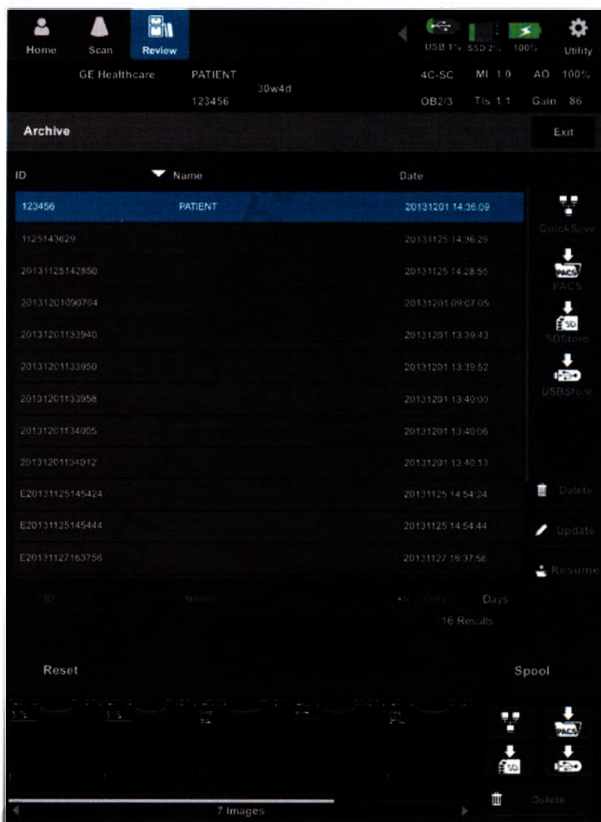 USB 1% SSD 2% 100%
Home Scan Review Utility
GE Healthcare PATIENT 4C-SC MI 1.0 AO 100%
30w4d
123456 OB2/3 TIs 1.1 Gain 86
Archive Exit
ID Name Date
123456 PATIENT 20131201 14:36:09
QuickSave
1125143629 20131125 14:36:29
20131125142850 20131125 14:28:55
PACS
PACS
20131201090704 20131201 09:07:05
SD
20131201133940 20131201 13:39:43
SDStore
20131201133950 20131201 13:39:52
USBStore
20131201133958 20131201 13:40:00
20131201134005 20131201 13:40:06
20131201134012 20131201 13:40:13
E20131125145424 20131125 14:54:24 Delete
E20131125145444 20131125 14:54:44 Update
E20131127163756 20131127 16:37:56 Resume
ID Name +/- Date Days
16 Results
Reset Spool
PACS
SD
7 Images Delete